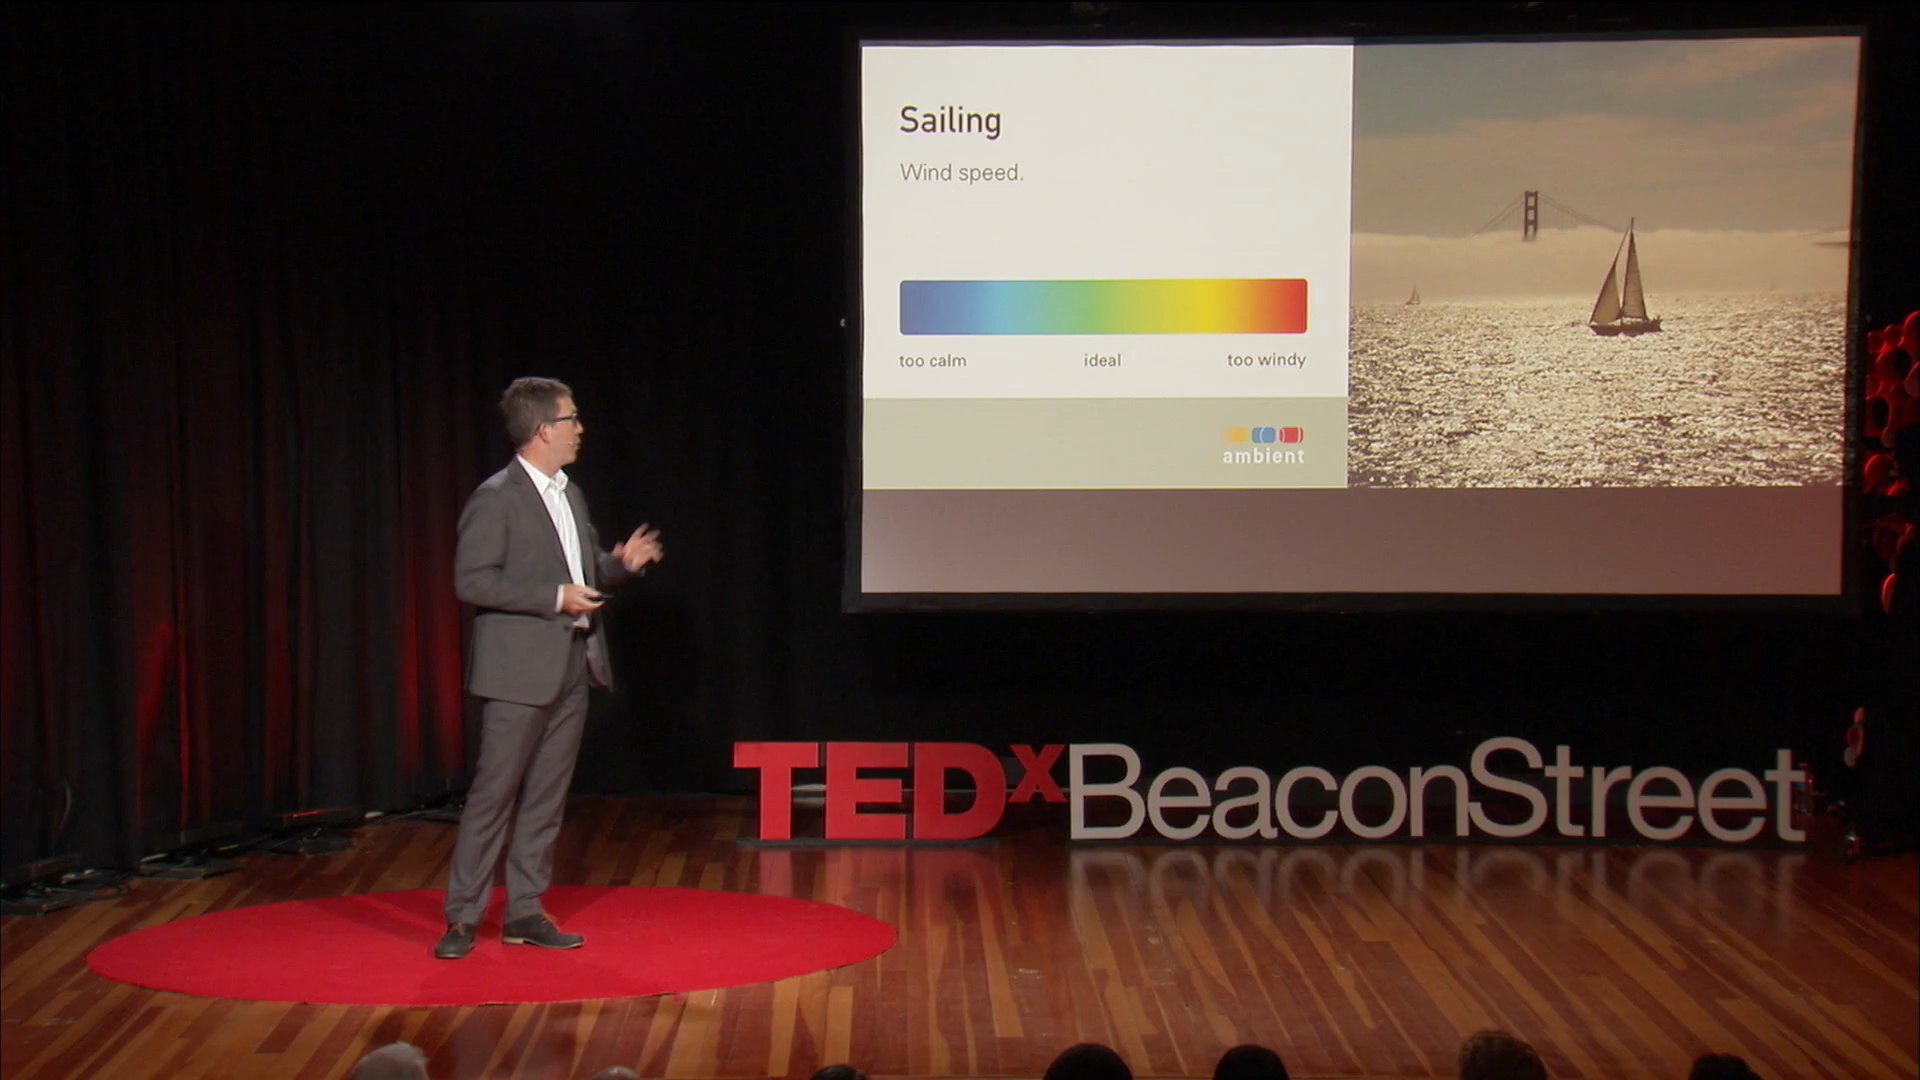 Sailing
Wind speed.
too calm ideal too windy
ambient
TEDxBeaconStreet